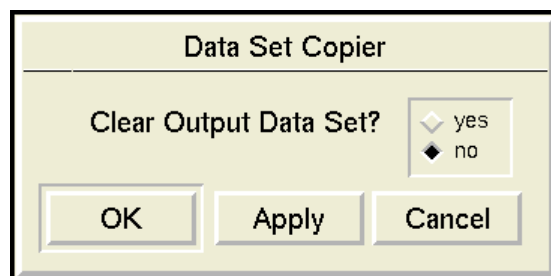 Data Set Copier
Clear Output Data Set?
yes
no
OK Apply Cancel